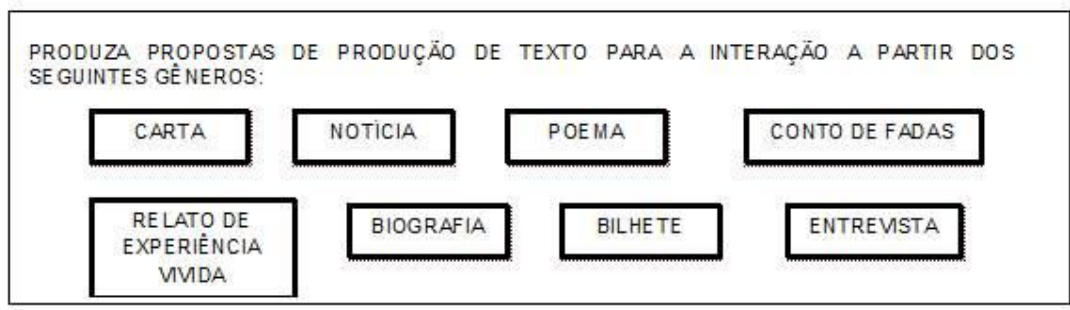 PRODUZA PROPOSTAS DE PRODUÇÃO DE TEXTO PARA A INTERAÇÃO A PARTIR DOS
SEGUINTES GÊNEROS:
CARTA
NOTÌCIA
POEMA
CONTO DE FADAS
RELATO DE
EXPERIÊNCIA
VIVIDA
BIOGRAFIA
BILHETE
ENTREVISTA